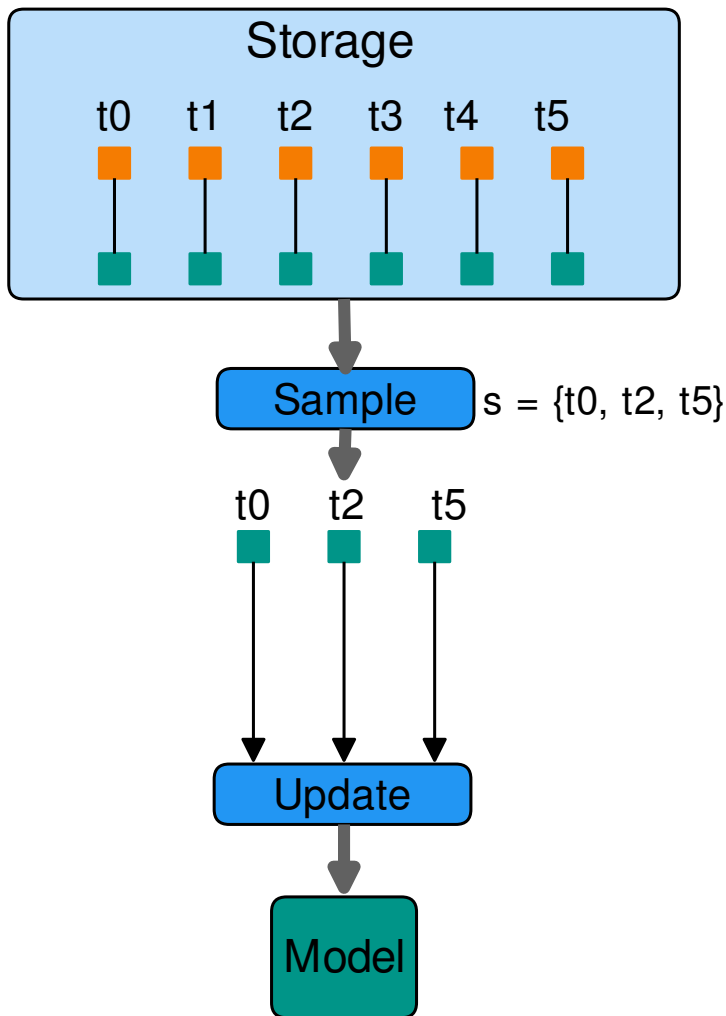 Storage
t0 t1 t2 t3 t4 t5
Sample
s = {t0, t2, t5}
t0 t2 t5
Update
Model